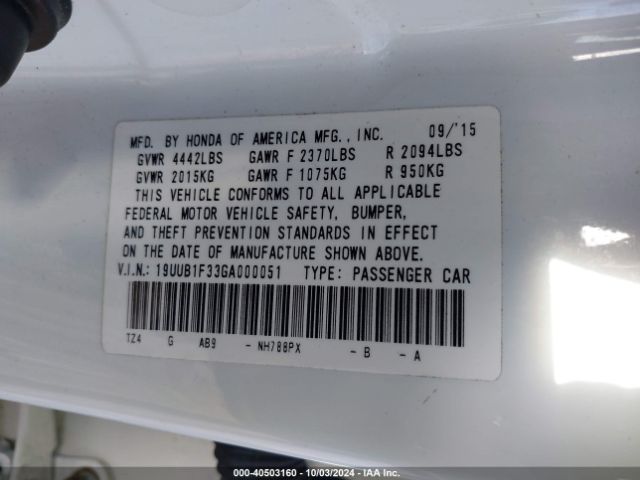 MFD. BY HONDA OF AMERICA MFG., INC. 09/'15
GVWR 4442LBS GAWR F 2370LBS R 2094LBS
GVWR 2015KG GAWR F 1075KG R 950KG
THIS VEHICLE CONFORMS TO ALL APPLICABLE
FEDERAL MOTOR VEHICLE SAFETY, BUMPER,
AND THEFT PREVENTION STANDARDS IN EFFECT
ON THE DATE OF MANUFACTURE SHOWN ABOVE.
V.I.N.: 19UUB1F33GA000051 TYPE: PASSENGER CAR
TZ4 G AB9 - NH788PX - B - A
000-40503160 - 10/03/2024 - IAA Inc.